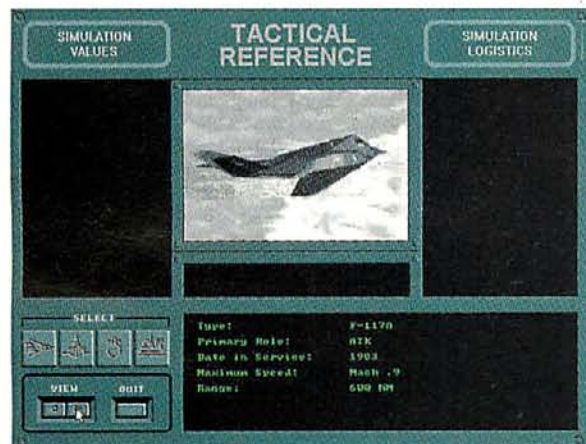 SIMULATION
VALUES
TACTICAL
REFERENCE
SIMULATION
LOGISTICS
SELECT
VIEW
QUIT
Type: F-117A
Primary Role: ATK
Date in Service: 1983
Maximum Speed: Mach .9
Range: 600 NM